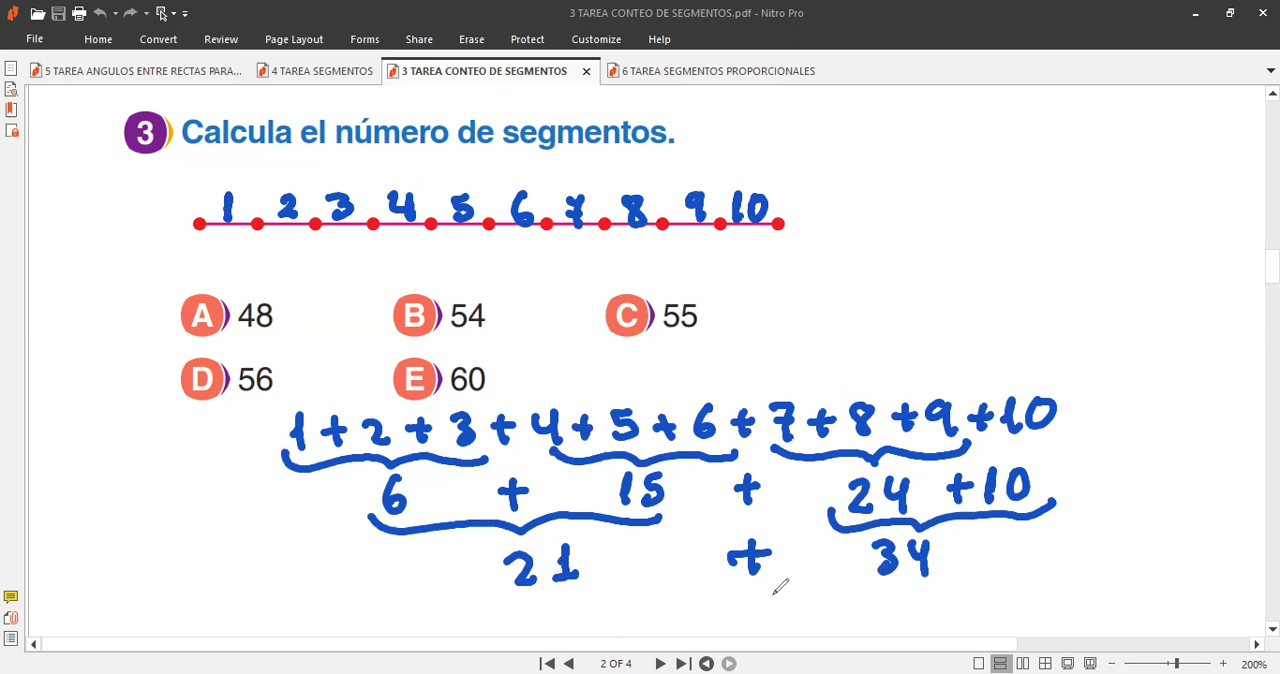 3 TAREA CONTEO DE SEGMENTOS.pdf - Nitro Pro
File Home Convert Review Page Layout Forms Share Erase Protect Customize Help
5 TAREA ANGULOS ENTRE RECTAS PARA... 4 TAREA SEGMENTOS 3 TAREA CONTEO DE SEGMENTOS 6 TAREA SEGMENTOS PROPORCIONALES
3 Calcula el número de segmentos.
1 2 3 4 5 6 7 8 9 10
A 48 B 54 C 55
D 56 E 60
1 + 2 + 3 + 4 + 5 + 6 + 7 + 8 + 9 + 10
6 + 15 + 24 + 10
21 + 34
2 OF 4 200%